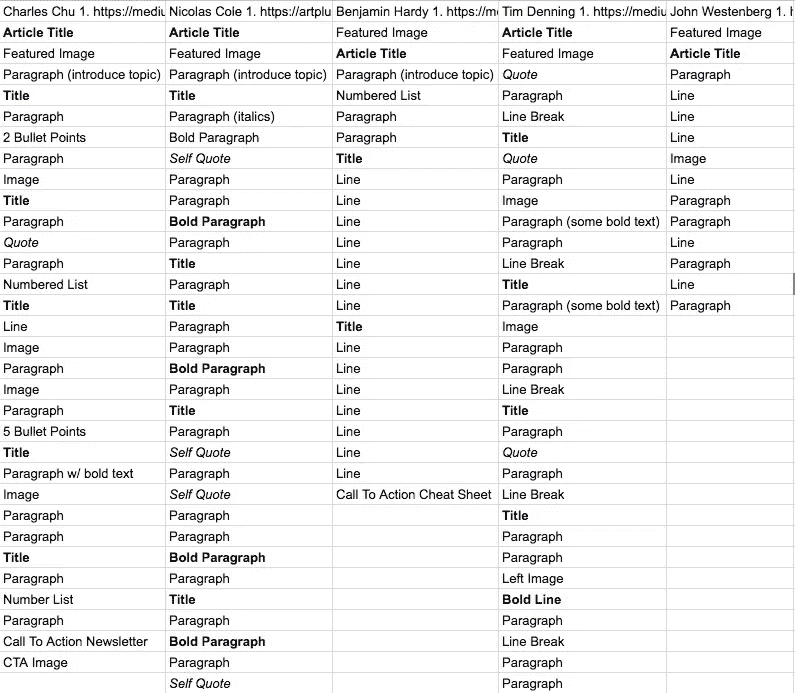 Charles Chu 1. https://mediu Nicolas Cole 1. https://artplu Benjamin Hardy 1. https://m Tim Denning 1. https://mediu John Westenberg 1. h
Article Title Article Title Featured Image Article Title Featured Image
Featured Image Featured Image Article Title Featured Image Article Title
Paragraph (introduce topic) Paragraph (introduce topic) Paragraph (introduce topic) Quote Paragraph
Title Title Numbered List Paragraph Line
Paragraph Paragraph (italics) Paragraph Line Break Line
2 Bullet Points Bold Paragraph Paragraph Title Line
Paragraph Self Quote Title Quote Image
Image Paragraph Line Paragraph Line
Title Paragraph Line Image Paragraph
Paragraph Bold Paragraph Line Paragraph (some bold text) Paragraph
Quote Paragraph Line Paragraph Line
Paragraph Title Line Line Break Paragraph
Numbered List Paragraph Line Title Line
Title Title Line Paragraph (some bold text) Paragraph
Line Paragraph Title Image
Image Paragraph Line Paragraph
Paragraph Bold Paragraph Line Paragraph
Image Paragraph Line Line Break
Paragraph Title Line Title
5 Bullet Points Paragraph Line Paragraph
Title Self Quote Line Quote
Paragraph w/ bold text Paragraph Line Paragraph
Image Self Quote Call To Action Cheat Sheet Line Break
Paragraph Paragraph Title
Paragraph Paragraph Paragraph
Title Bold Paragraph Paragraph
Paragraph Paragraph Left Image
Number List Title Bold Line
Paragraph Paragraph Paragraph
Call To Action Newsletter Bold Paragraph Line Break
CTA Image Paragraph Paragraph
Self Quote Paragraph